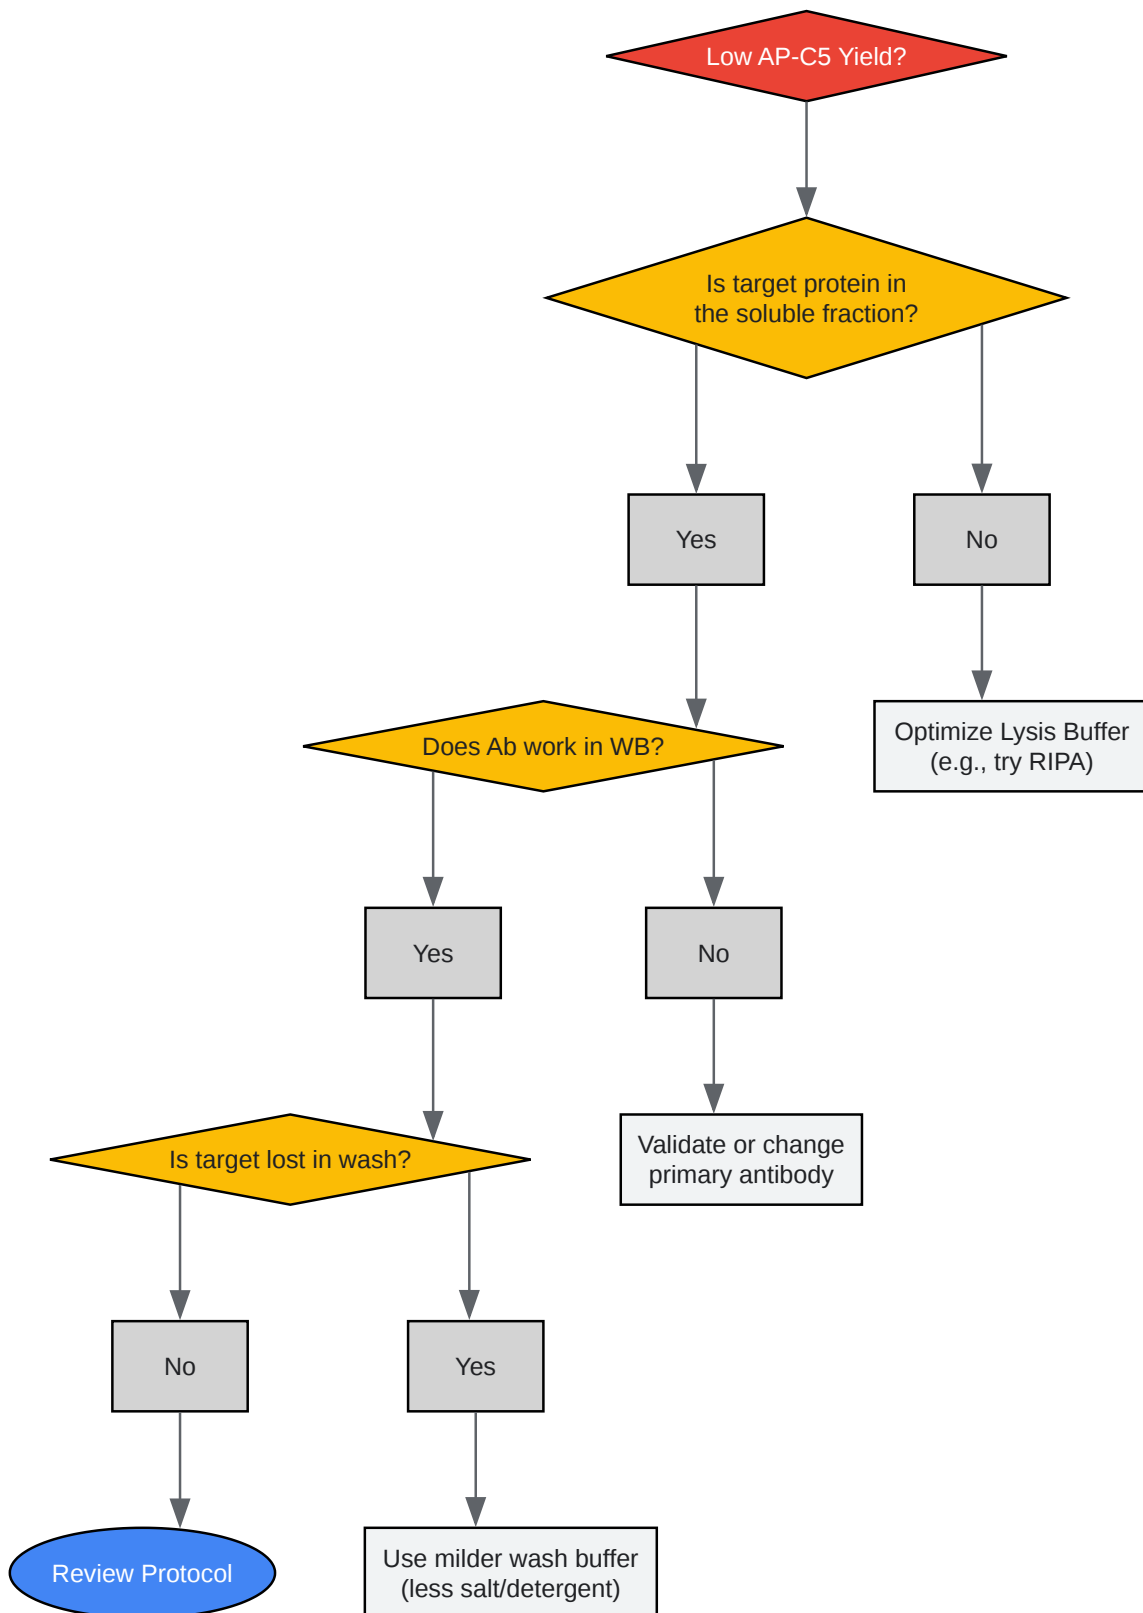 Low AP-C5 Yield?
Is target protein in
the soluble fraction?
Yes
No
Does Ab work in WB?
Optimize Lysis Buffer
(e.g., try RIPA)
Yes
No
Is target lost in wash?
Validate or change
primary antibody
No
Yes
Review Protocol
Use milder wash buffer
(less salt/detergent)